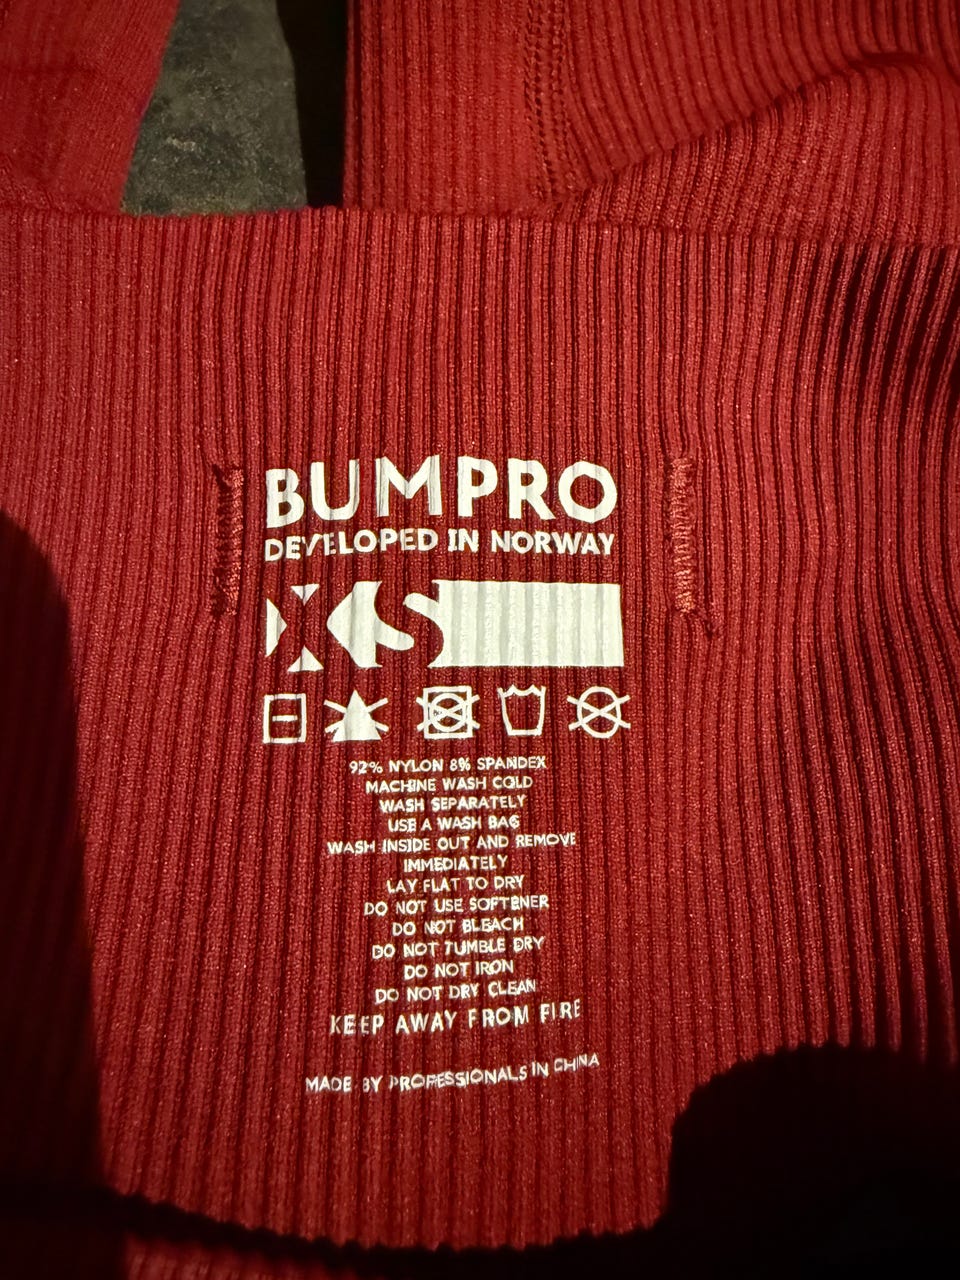 BUMPRO
DEVELOPED IN NORWAY
XS
92% NYLON 8% SPANDEX
MACHINE WASH COLD
WASH SEPARATELY
USE A WASH BAG
WASH INSIDE OUT AND REMOVE
IMMEDIATELY
LAY FLAT TO DRY
DO NOT USE SOFTENER
DO NOT BLEACH
DO NOT TUMBLE DRY
DO NOT IRON
DO NOT DRY CLEAN
KEEP AWAY FROM FIRE
MADE BY PROFESSIONALS IN CHINA